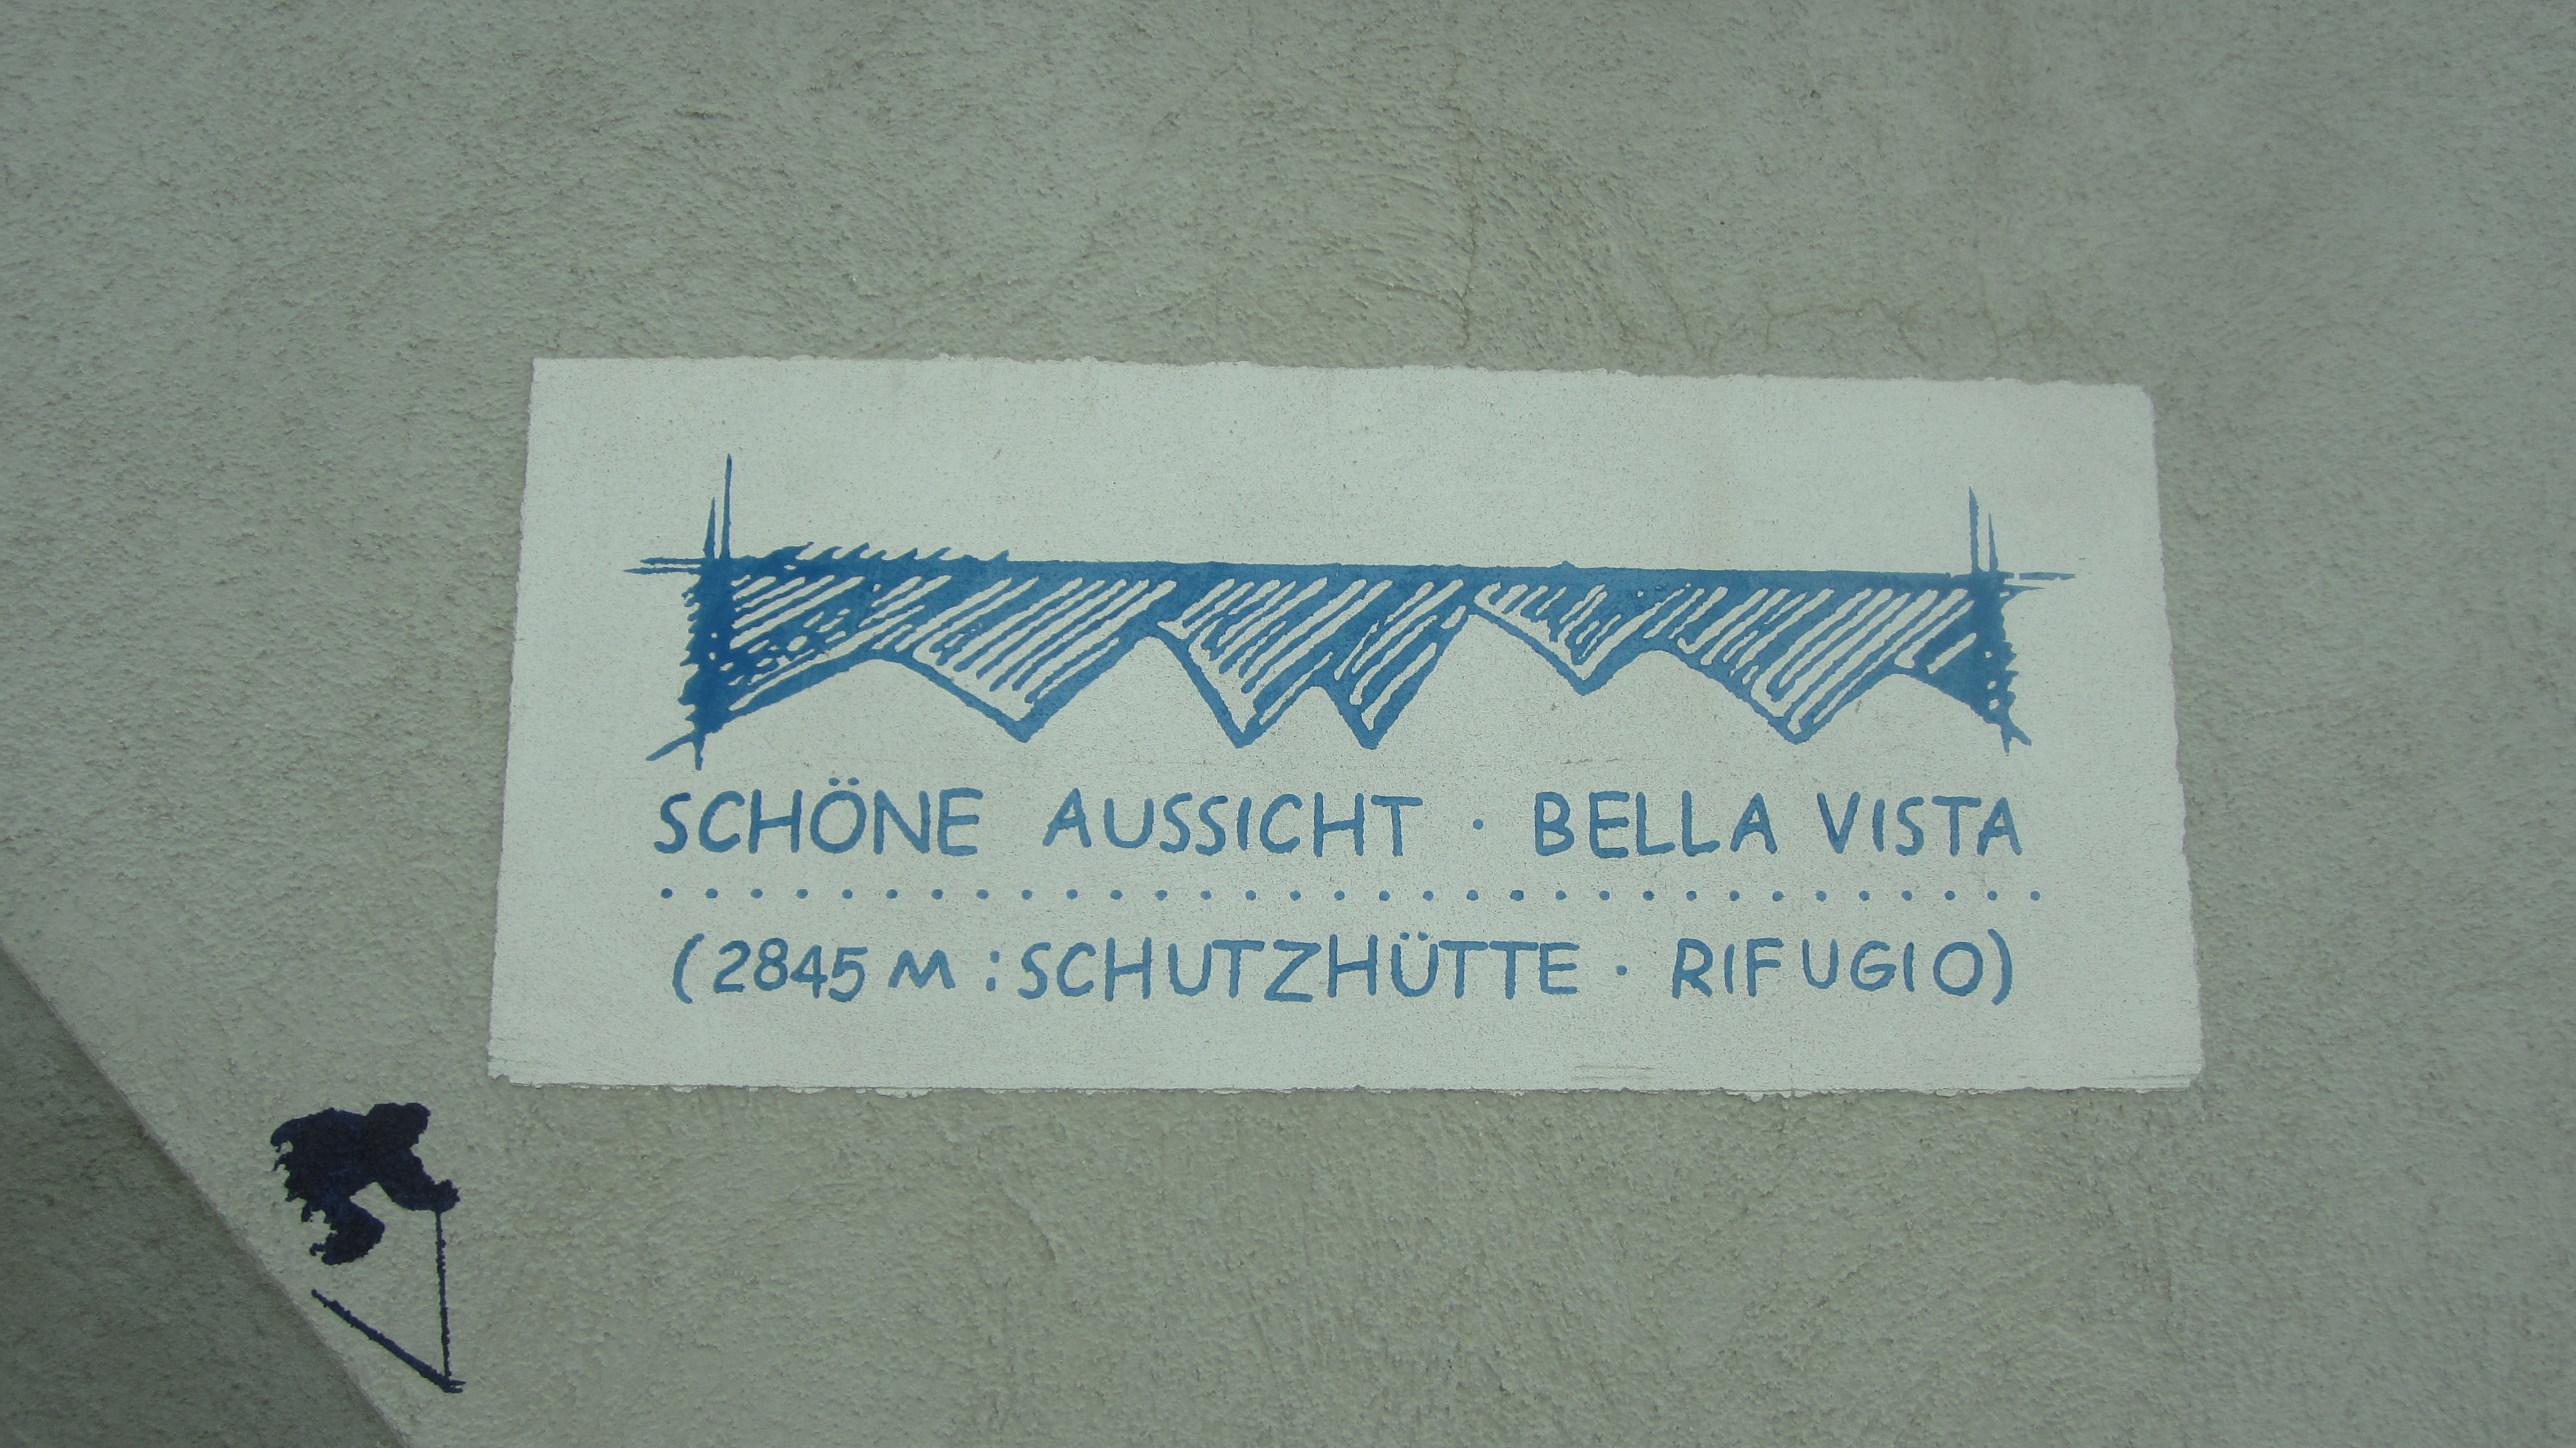 SCHÖNE AUSSICHT · BELLA VISTA
(2845 M : SCHUTZHÜTTE · RIFUGIO)